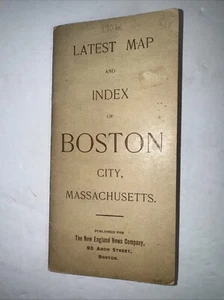 LATEST MAP
AND
INDEX
OF
BOSTON
CITY,
MASSACHUSETTS.
PUBLISHED FOR
The New England News Company,
93 ARCH STREET,
BOSTON.